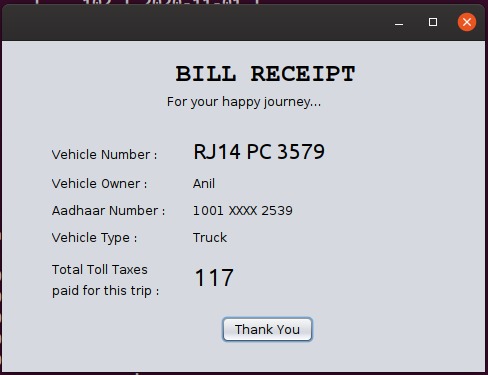 BILL RECEIPT
For your happy journey...
Vehicle Number : RJ14 PC 3579
Vehicle Owner : Anil
Aadhaar Number : 1001 XXXX 2539
Vehicle Type : Truck
Total Toll Taxes
paid for this trip : 117
Thank You